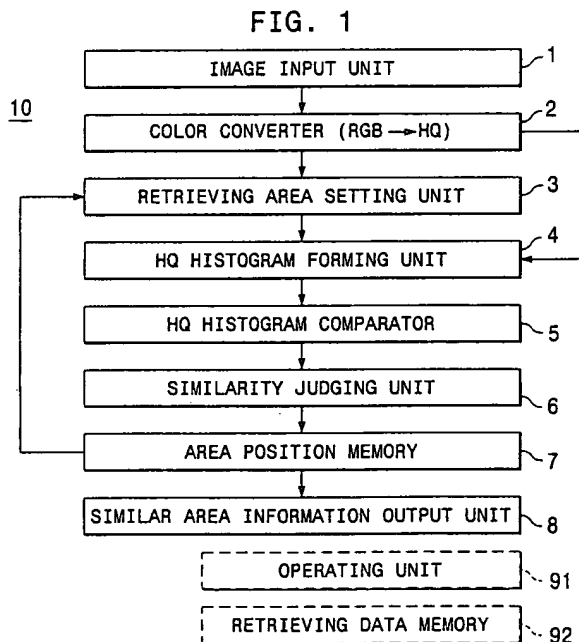 FIG. 1
10
IMAGE INPUT UNIT
1
COLOR CONVERTER (RGB → HQ)
2
RETRIEVING AREA SETTING UNIT
3
HQ HISTOGRAM FORMING UNIT
4
HQ HISTOGRAM COMPARATOR
5
SIMILARITY JUDGING UNIT
6
AREA POSITION MEMORY
7
SIMILAR AREA INFORMATION OUTPUT UNIT
8
OPERATING UNIT
91
RETRIEVING DATA MEMORY
92